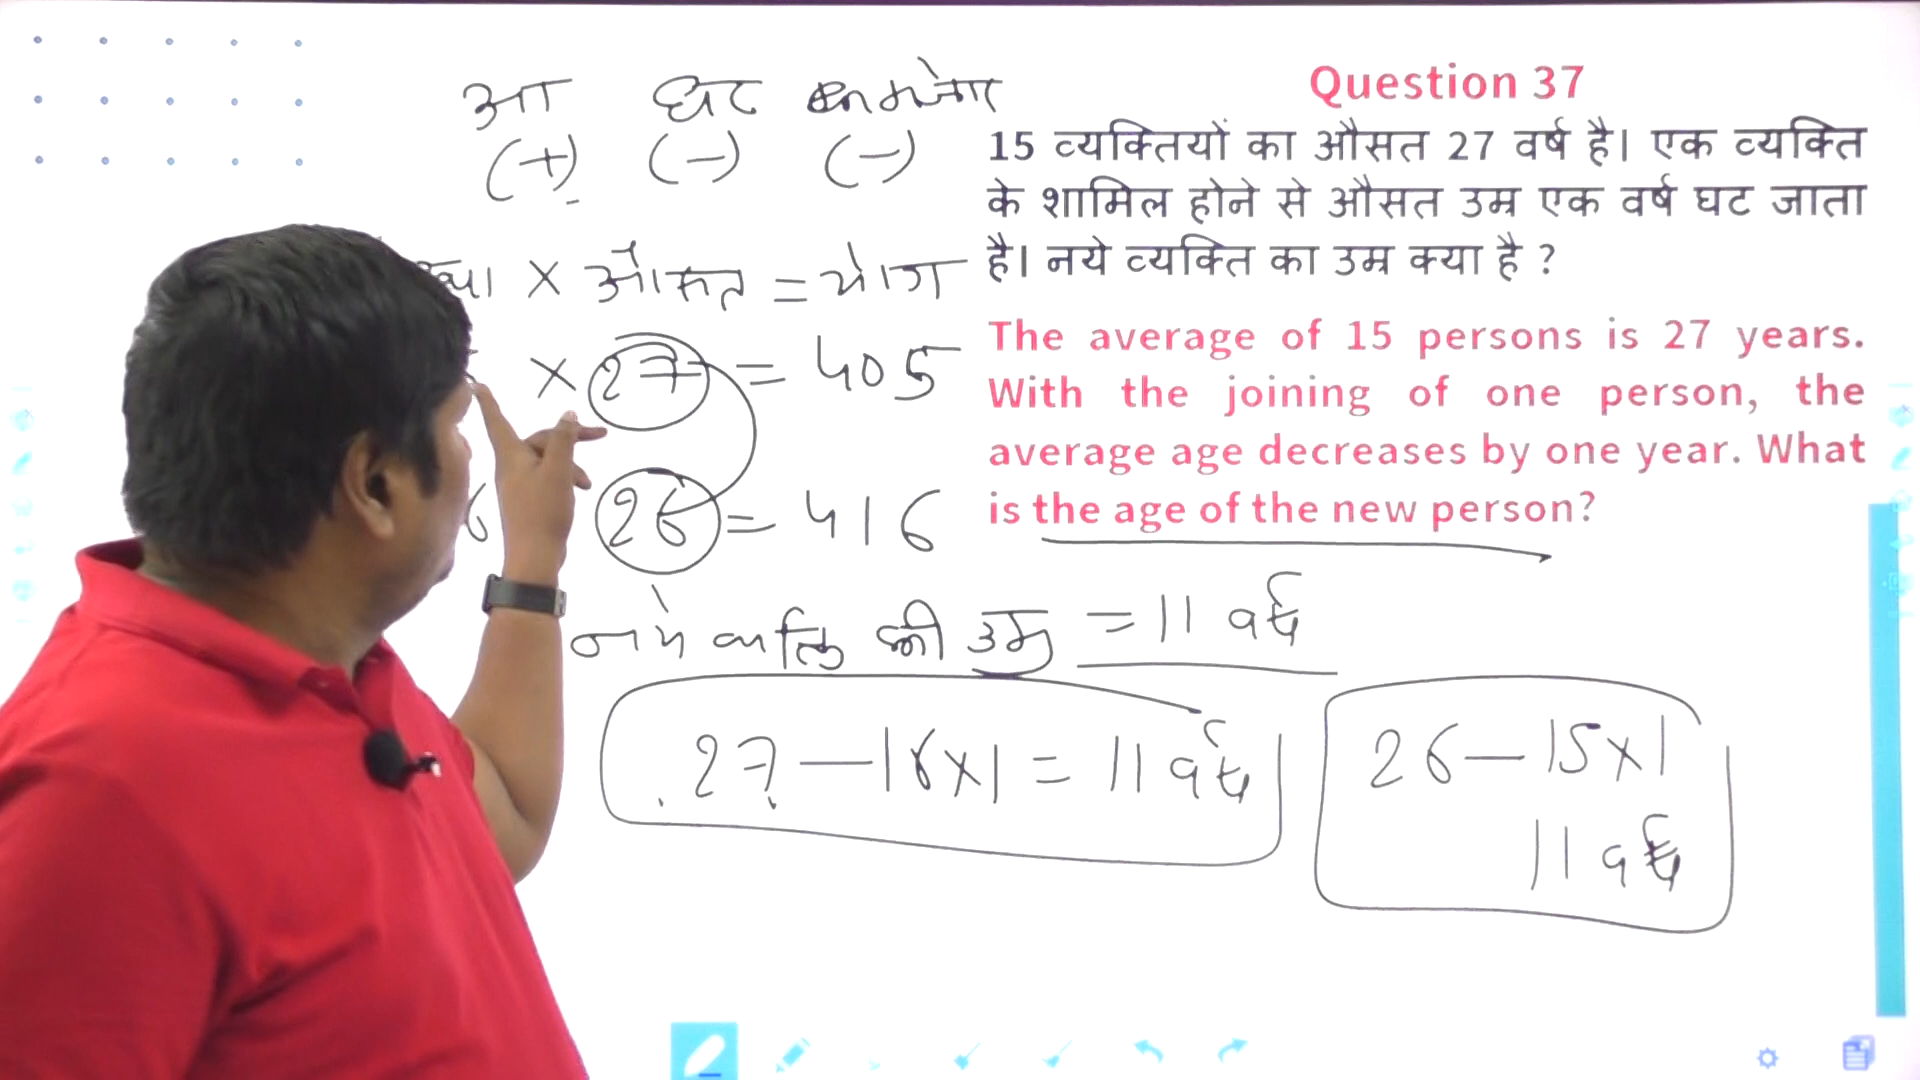 आ घट
(+) (-) (-)
Question 37
15 व्यक्तियों का औसत 27 वर्ष है। एक व्यक्ति
के शामिल होने से औसत उम्र एक वर्ष घट जाता
है। नये व्यक्ति का उम्र क्या है ?
× औसत = योग
× 27 = 405
6 26 = 416
The average of 15 persons is 27 years.
With the joining of one person, the
average age decreases by one year. What
is the age of the new person?
नये व्यक्ति की उम्र = 11 वर्ष
27 — 16×1 = 11 वर्ष
26 — 15×1
11 वर्ष